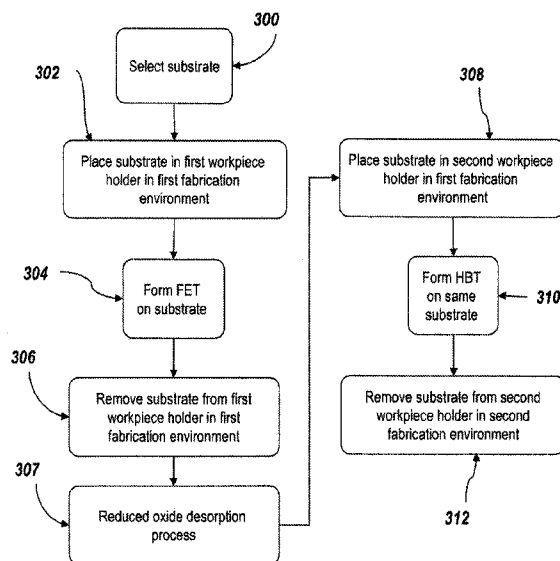 300
Select substrate
302
Place substrate in first workpiece
holder in first fabrication
environment
304
Form FET
on substrate
306
Remove substrate from first
workpiece holder in first
fabrication environment
307
Reduced oxide desorption
process
308
Place substrate in second workpiece
holder in first fabrication
environment
Form HBT
on same
substrate
310
Remove substrate from second
workpiece holder in second
fabrication environment
312